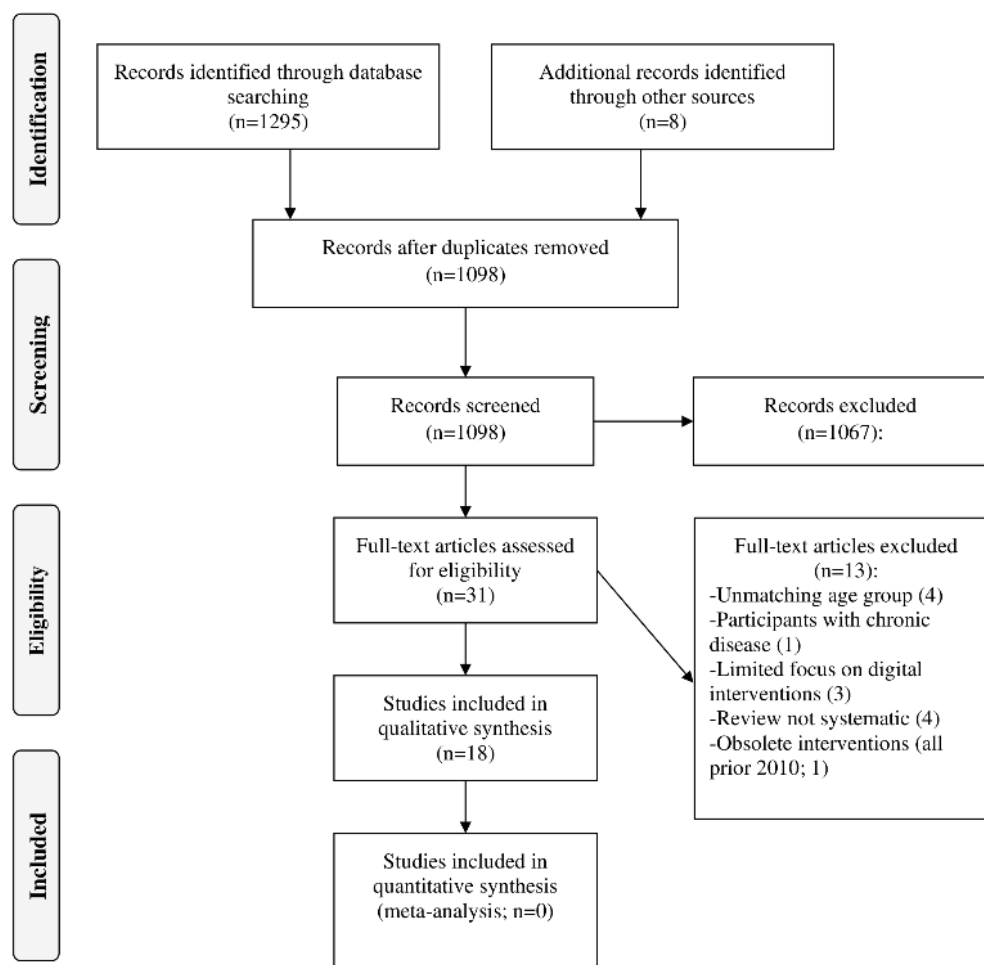 Identification
Records identified through database
searching
(n=1295)
Additional records identified
through other sources
(n=8)
Records after duplicates removed
(n=1098)
Screening
Records screened
(n=1098)
Records excluded
(n=1067):
Eligibility
Full-text articles assessed
for eligibility
(n=31)
Full-text articles excluded
(n=13):
-Unmatching age group (4)
-Participants with chronic
disease (1)
-Limited focus on digital
interventions (3)
-Review not systematic (4)
-Obsolete interventions (all
prior 2010; 1)
Studies included in
qualitative synthesis
(n=18)
Included
Studies included in
quantitative synthesis
(meta-analysis; n=0)